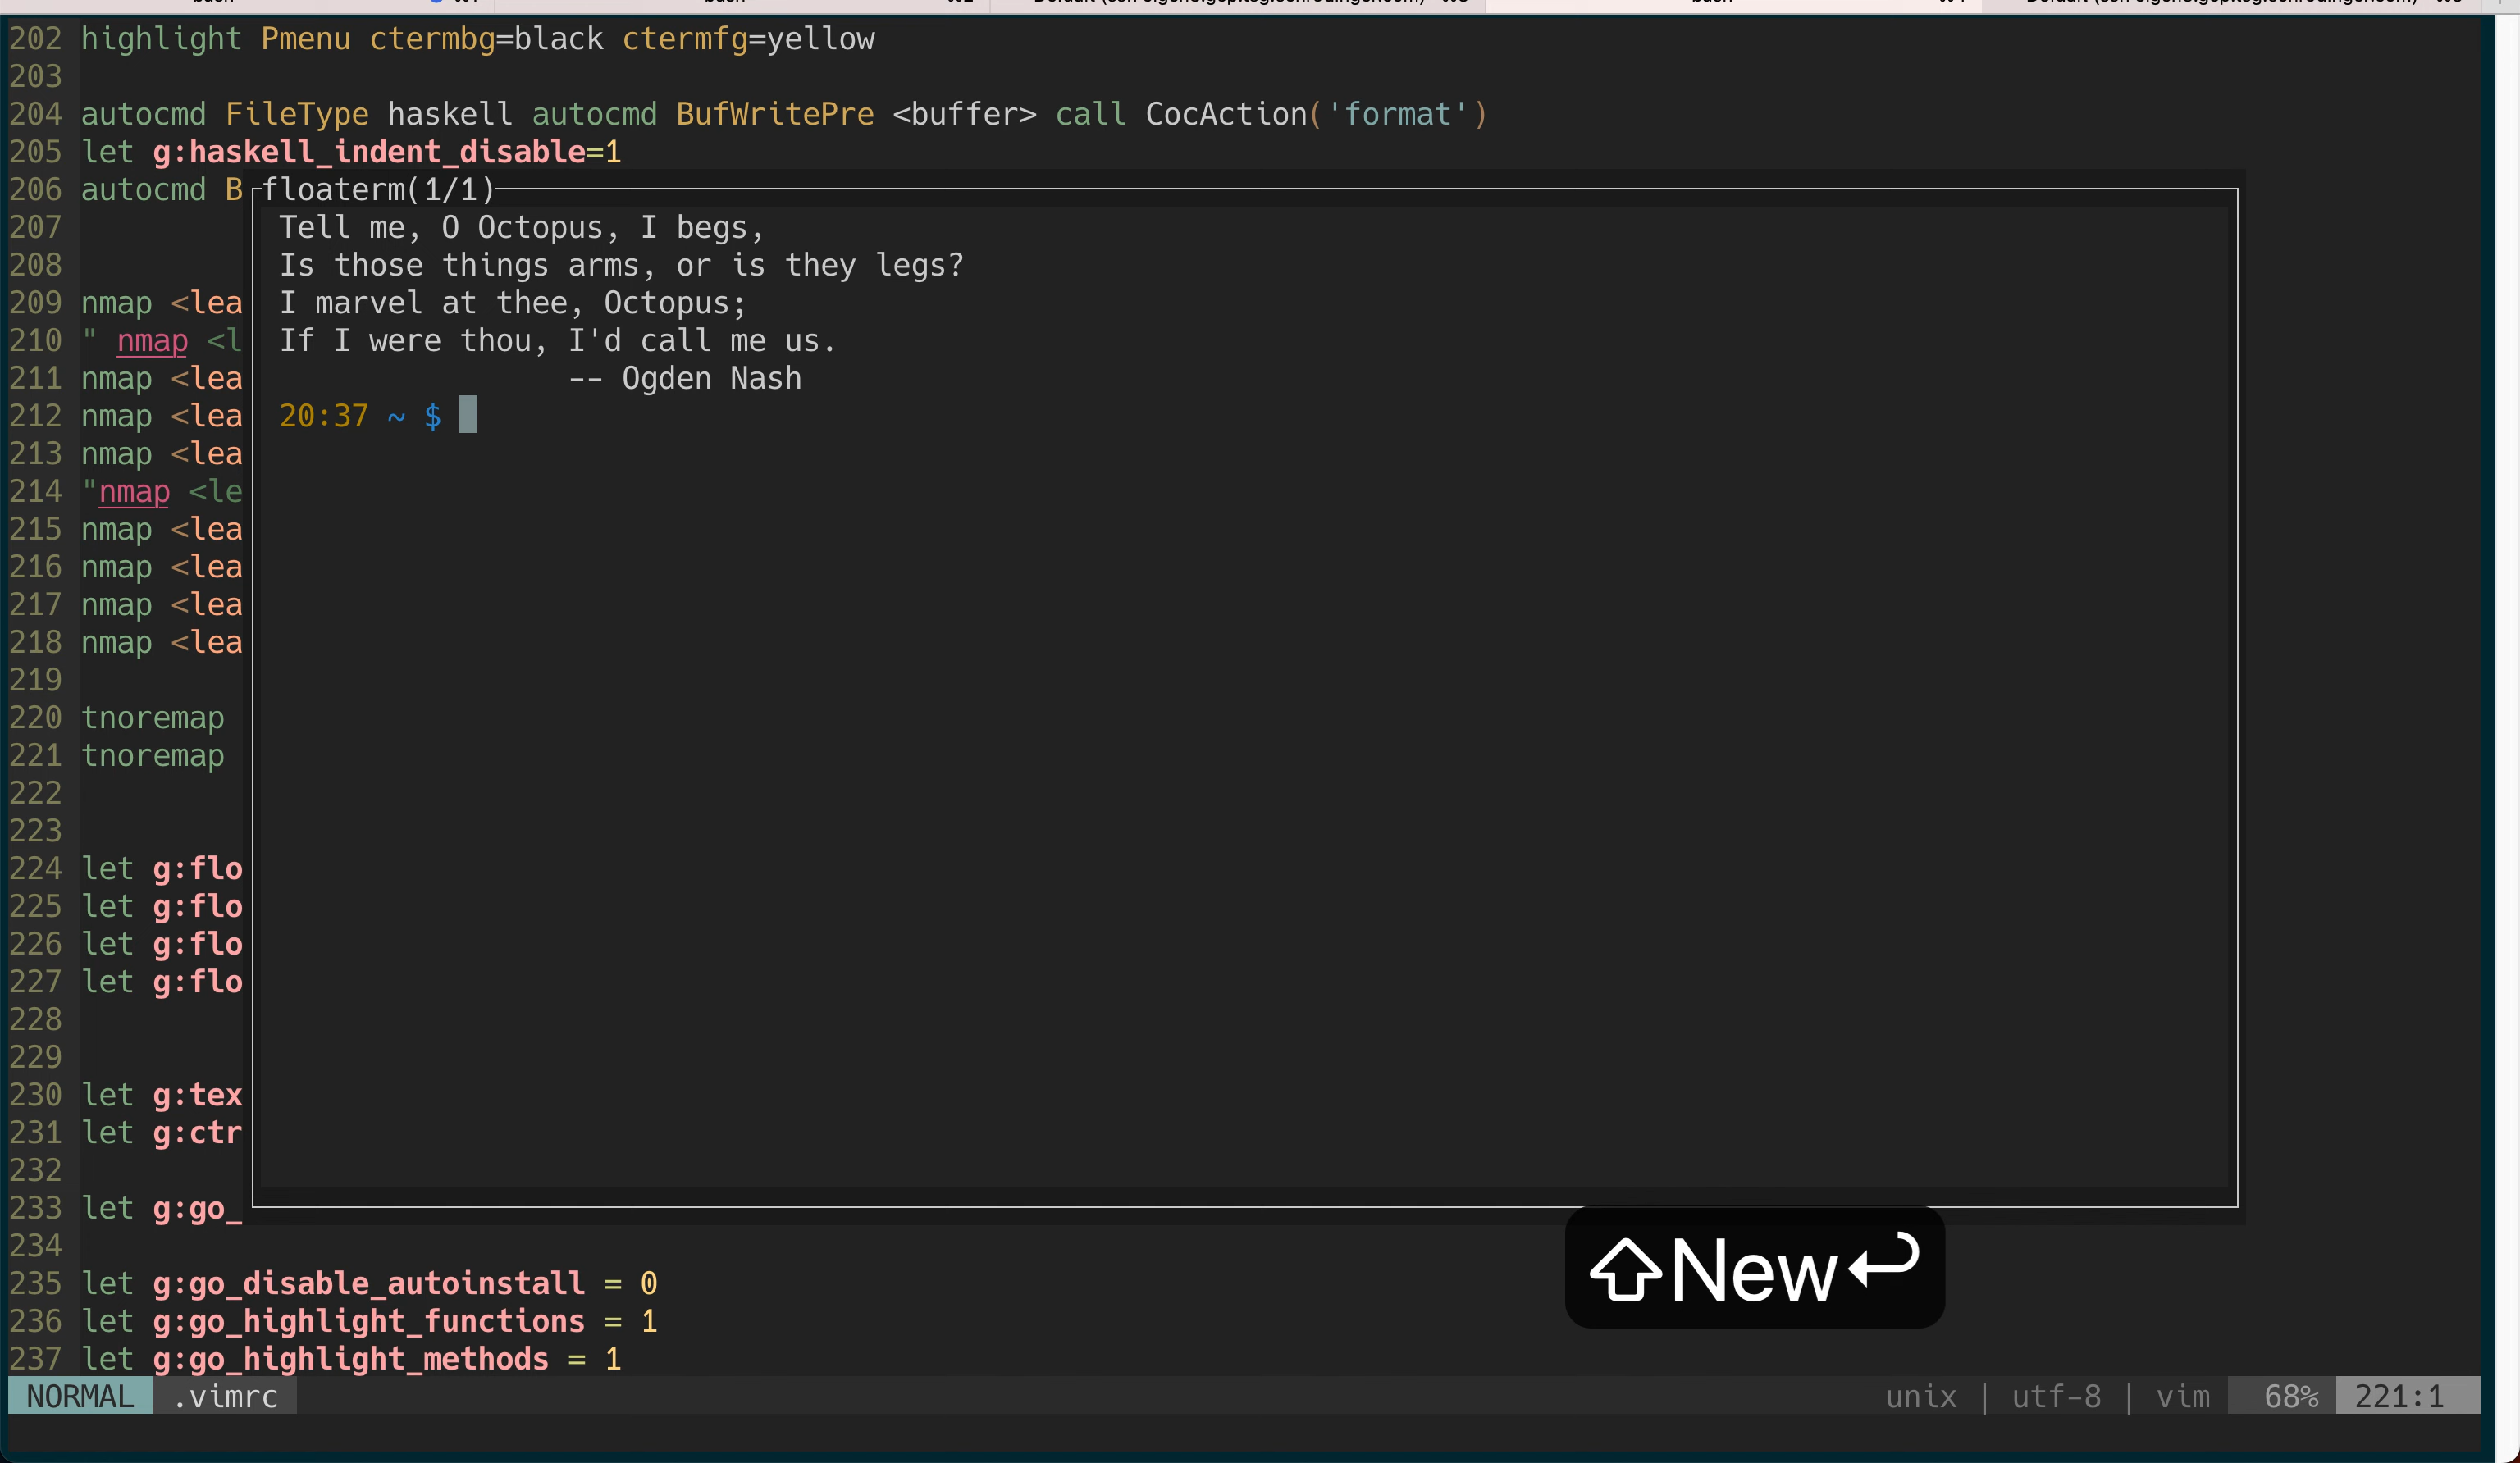 202 highlight Pmenu ctermbg=black ctermfg=yellow
203
204 autocmd FileType haskell autocmd BufWritePre <buffer> call CocAction('format')
205 let g:haskell_indent_disable=1
206 autocmd B
floaterm(1/1)
207
208
209 nmap <lea
210 " nmap <l
211 nmap <lea
212 nmap <lea
213 nmap <lea
214 "nmap <le
215 nmap <lea
216 nmap <lea
217 nmap <lea
218 nmap <lea
219
220 tnoremap
221 tnoremap
222
223
224 let g:flo
225 let g:flo
226 let g:flo
227 let g:flo
228
229
230 let g:tex
231 let g:ctr
232
233 let g:go_
234
235 let g:go_disable_autoinstall = 0
236 let g:go_highlight_functions = 1
237 let g:go_highlight_methods = 1
Tell me, O Octopus, I begs,
Is those things arms, or is they legs?
I marvel at thee, Octopus;
If I were thou, I'd call me us.
-- Ogden Nash
20:37 ~ $
⇧New↩
NORMAL .vimrc unix | utf-8 | vim 68% 221:1